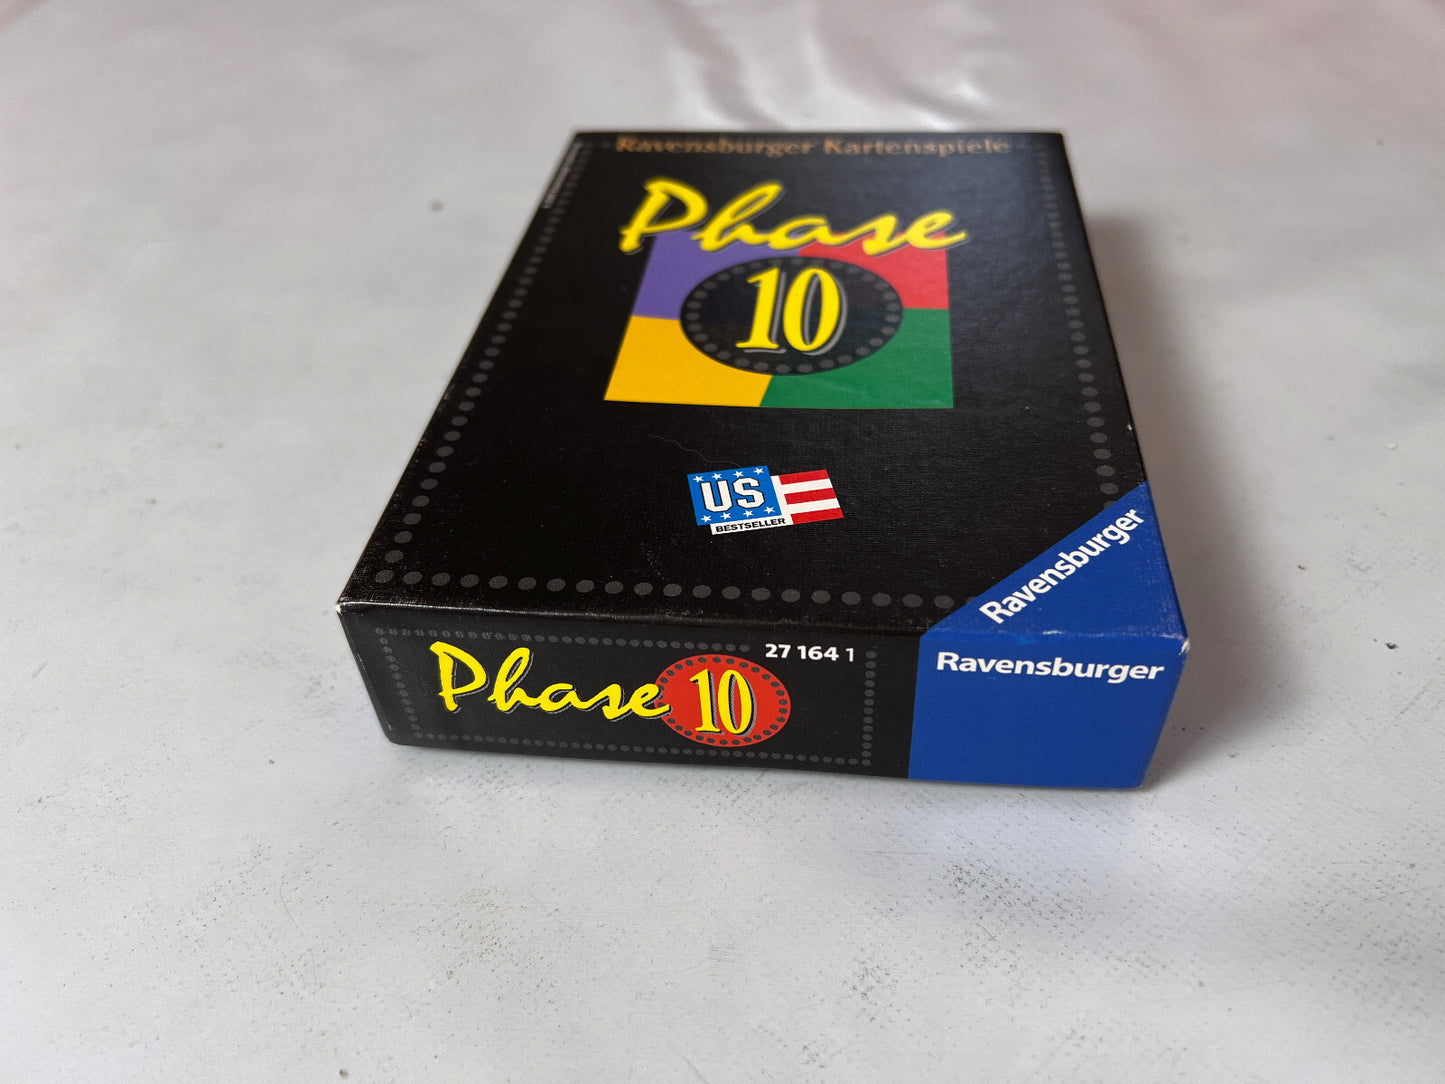 Ravensburger Kartenspiele
Phase
10
US
BESTSELLER
Ravensburger
Phase 10
27 164 1
Ravensburger